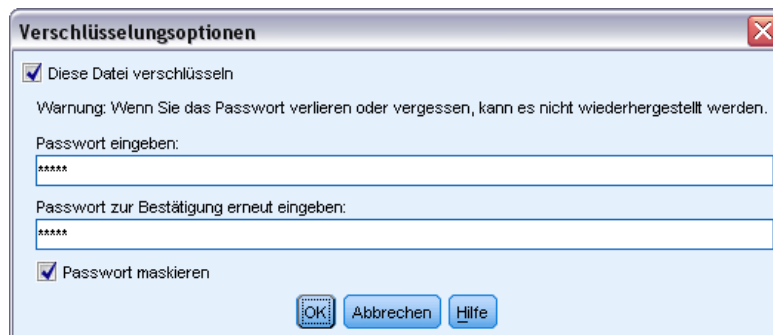 Verschlüsselungsoptionen
Diese Datei verschlüsseln
Warnung: Wenn Sie das Passwort verlieren oder vergessen, kann es nicht wiederhergestellt werden.
Passwort eingeben:
*****
Passwort zur Bestätigung erneut eingeben:
*****
Passwort maskieren
OK Abbrechen Hilfe